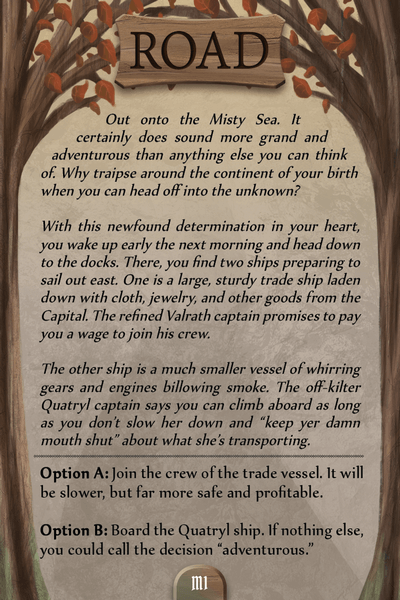 ROAD
Out onto the Misty Sea. It
certainly does sound more grand and
adventurous than anything else you can think
of. Why traipse around the continent of your birth
when you can head off into the unknown?
With this newfound determination in your heart,
you wake up early the next morning and head down
to the docks. There, you find two ships preparing to
sail out east. One is a large, sturdy trade ship laden
down with cloth, jewelry, and other goods from the
Capital. The refined Valrath captain promises to pay
you a wage to join his crew.
The other ship is a much smaller vessel of whirring
gears and engines billowing smoke. The off-kilter
Quatryl captain says you can climb aboard as long
as you don't slow her down and “keep yer damn
mouth shut” about what she's transporting.
Option A: Join the crew of the trade vessel. It will
be slower, but far more safe and profitable.
Option B: Board the Quatryl ship. If nothing else,
you could call the decision “adventurous.”
M1